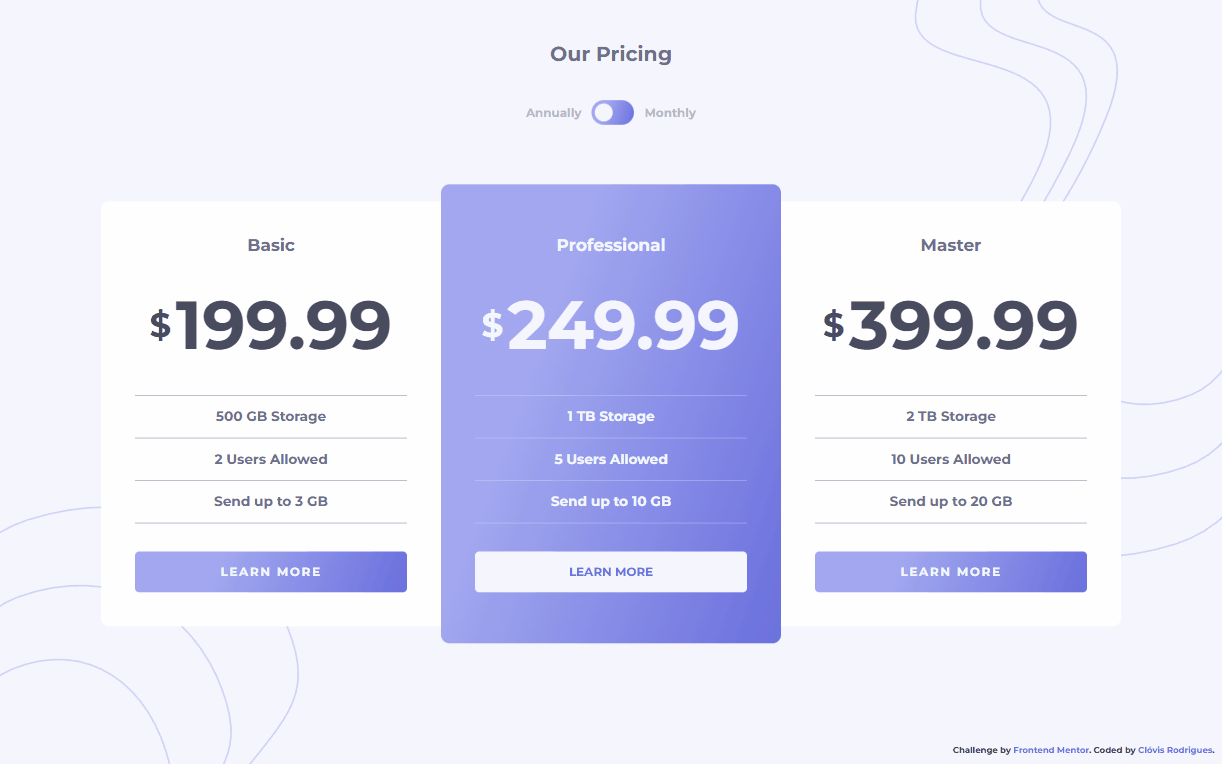 Our Pricing
Annually Monthly
Basic
$199.99
500 GB Storage
2 Users Allowed
Send up to 3 GB
LEARN MORE
Professional
$249.99
1 TB Storage
5 Users Allowed
Send up to 10 GB
LEARN MORE
Master
$399.99
2 TB Storage
10 Users Allowed
Send up to 20 GB
LEARN MORE
Challenge by Frontend Mentor. Coded by Clóvis Rodrigues.